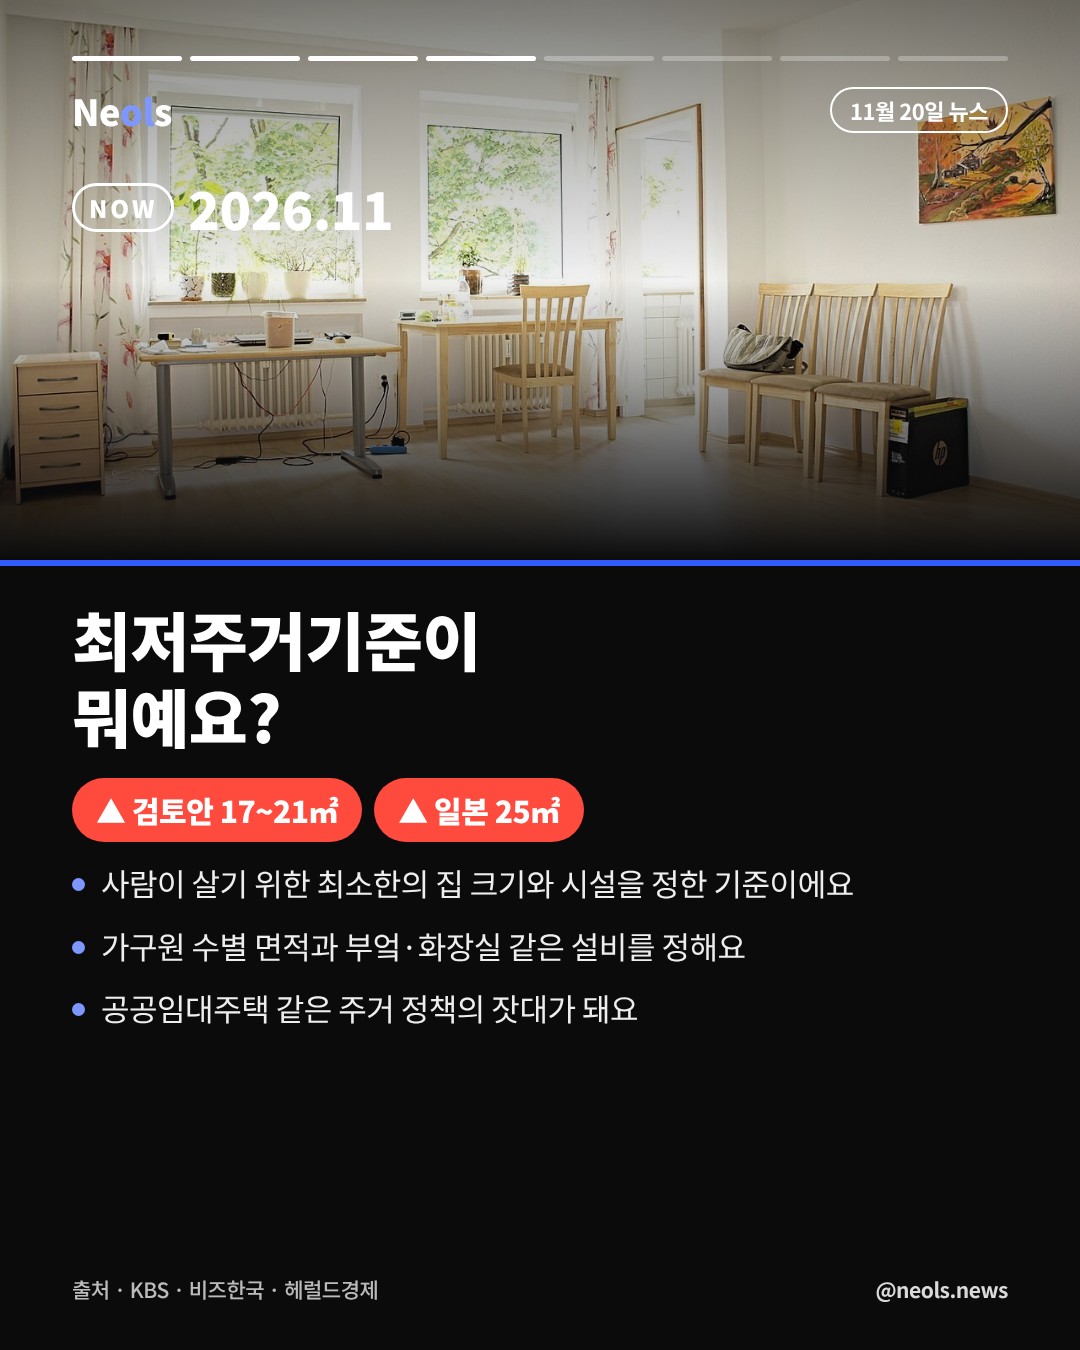 Neols
11월 20일 뉴스
NOW 2026.11
hp
최저주거기준이
뭐예요?
▲ 검토안 17~21㎡ ▲ 일본 25㎡
사람이 살기 위한 최소한의 집 크기와 시설을 정한 기준이에요
가구원 수별 면적과 부엌·화장실 같은 설비를 정해요
공공임대주택 같은 주거 정책의 잣대가 돼요
출처 · KBS · 비즈한국 · 헤럴드경제
@neols.news